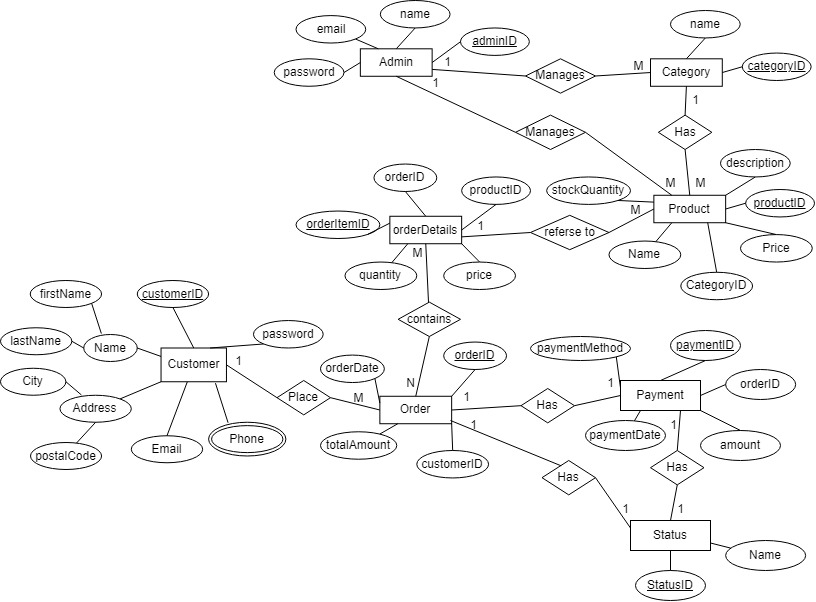 name
email
adminID
name
Admin
1
M
Category
categoryID
password
Manages
1
1
Manages
Has
description
orderID
productID
stockQuantity
M
M
productID
M
Product
orderItemID
orderDetails
1
referse to
Name
Price
M
quantity
price
CategoryID
firstName
customerID
contains
password
lastName
Name
Customer
1
orderDate
orderID
paymentMethod
paymentID
City
Address
Place
M
N
Order
1
Has
1
Payment
orderID
postalCode
Email
Phone
totalAmount
1
customerID
paymentDate
1
amount
Has
Has
1
1
Status
Name
StatusID